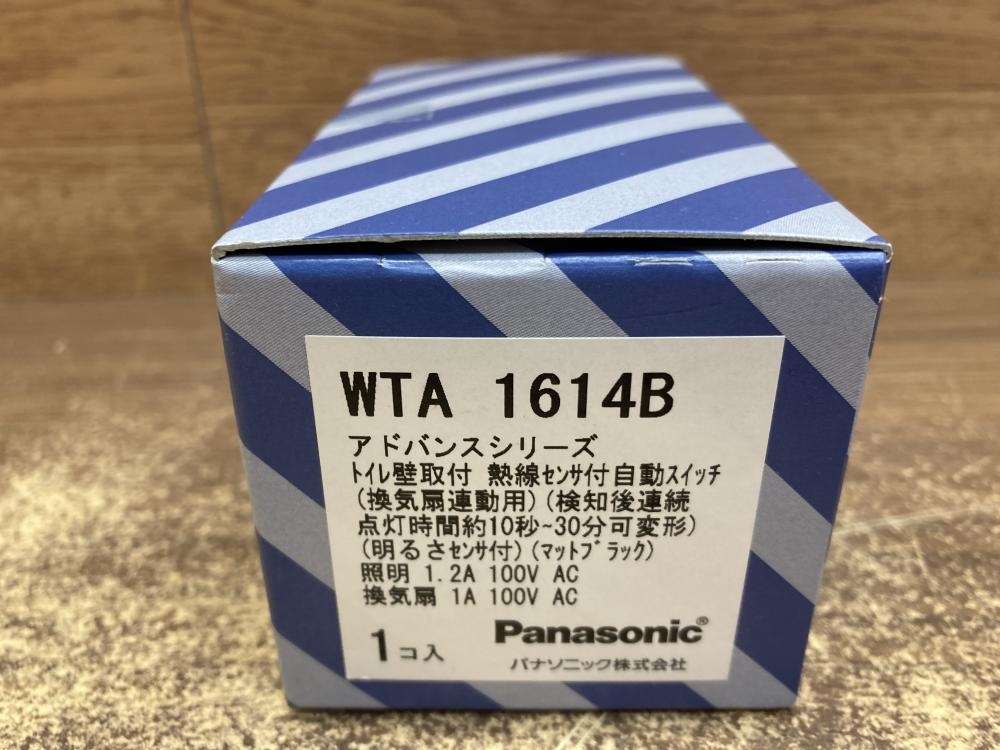 WTA 1614B
アドバンスシリーズ
ﾄｲﾚ壁取付 熱線ｾﾝｻ付自動ｽｲｯﾁ
(換気扇連動用)(検知後連続
点灯時間約10秒~30分可変形)
(明るさｾﾝｻ付)(ﾏｯﾄﾌﾞﾗｯｸ)
照明 1.2A 100V AC
換気扇 1A 100V AC
1コ入 Panasonic®
パナソニック株式会社